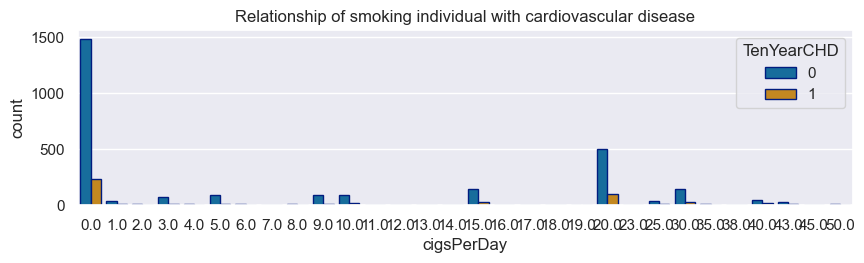 Relationship of smoking individual with cardiovascular disease
TenYearCHD
0
1
1500
1000
500
0
count
0.0 1.0 2.0 3.0 4.0 5.0 6.0 7.0 8.0 9.0 10.0 11.0 12.0 13.0 14.0 15.0 16.0 17.0 18.0 19.0 20.0 23.0 25.0 30.0 35.0 38.0 40.0 43.0 45.0 50.0
cigsPerDay